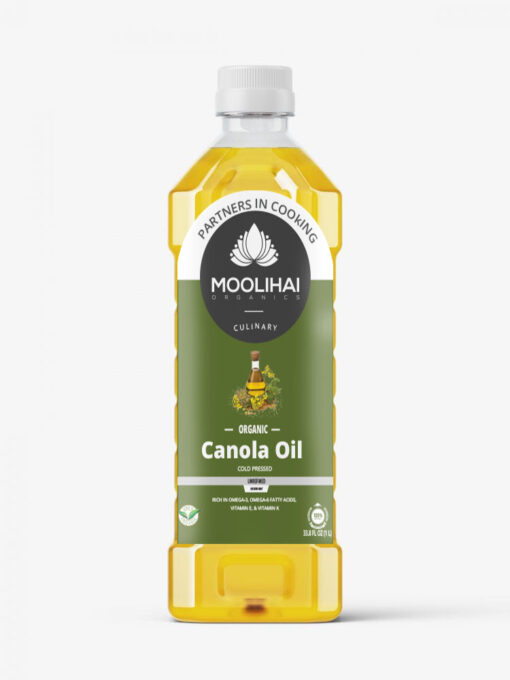 PARTNERS IN COOKING
MOOLIHAI
ORGANICS
CULINARY
— ORGANIC —
Canola Oil
COLD PRESSED
UNREFINED
RICH IN OMEGA-3, OMEGA-6 FATTY ACIDS,
VITAMIN E, & VITAMIN K
100%
33.8 FL OZ (1 L)